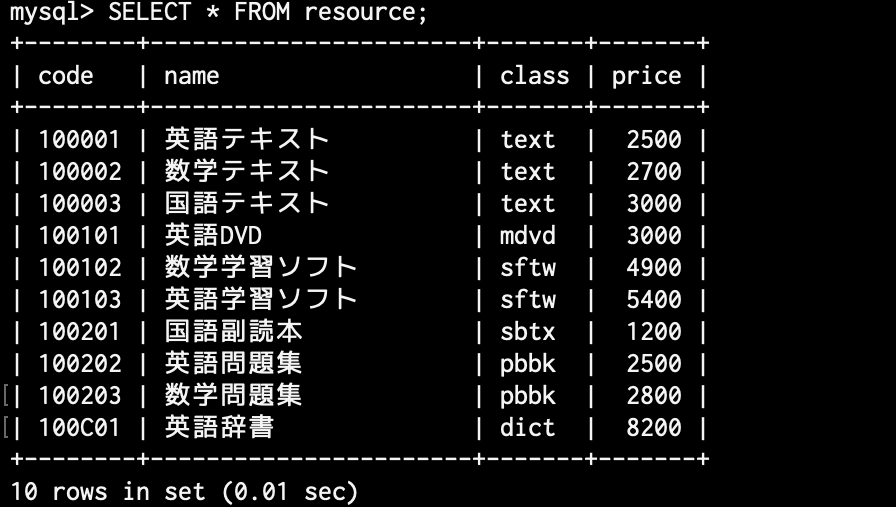 mysql> SELECT * FROM resource;
+--------+------------------------+-------+-------+
| code   | name                   | class | price |
+--------+------------------------+-------+-------+
| 100001 | 英語テキスト           | text  |  2500 |
| 100002 | 数学テキスト           | text  |  2700 |
| 100003 | 国語テキスト           | text  |  3000 |
| 100101 | 英語DVD                | mdvd  |  3000 |
| 100102 | 数学学習ソフト         | sftw  |  4900 |
| 100103 | 英語学習ソフト         | sftw  |  5400 |
| 100201 | 国語副読本             | sbtx  |  1200 |
| 100202 | 英語問題集             | pbbk  |  2500 |
| 100203 | 数学問題集             | pbbk  |  2800 |
| 100C01 | 英語辞書               | dict  |  8200 |
+--------+------------------------+-------+-------+
10 rows in set (0.01 sec)